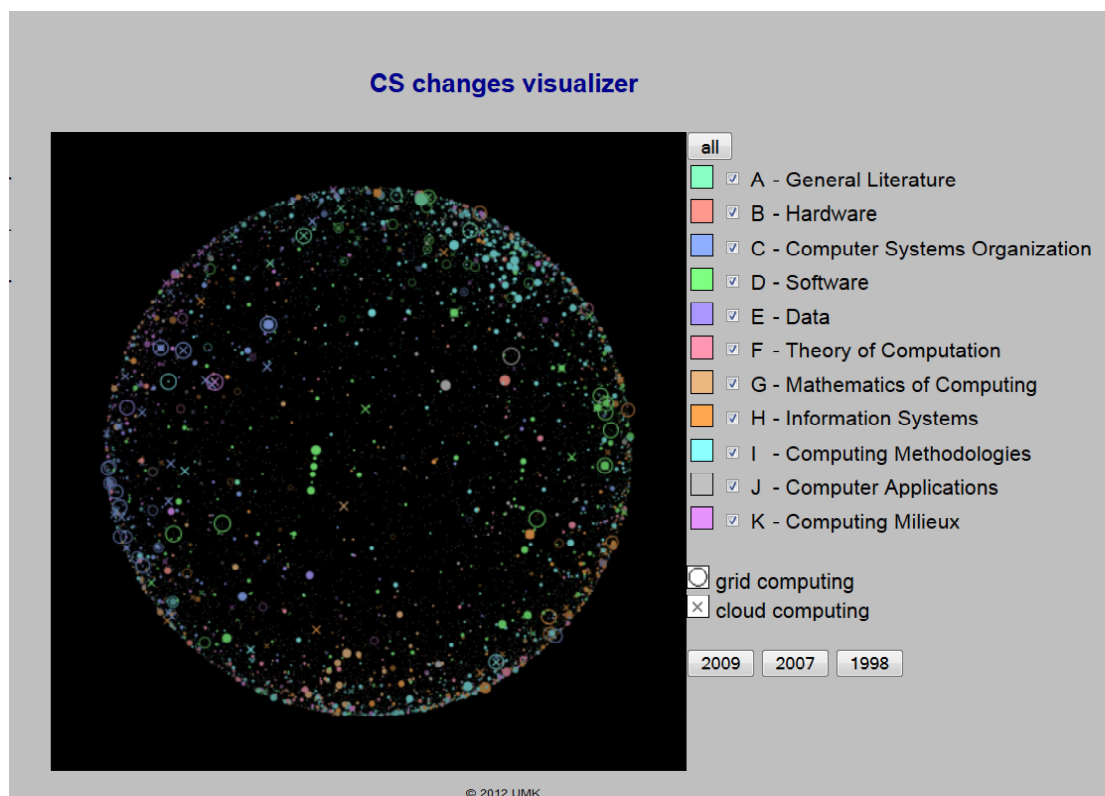 CS changes visualizer
all
A - General Literature
B - Hardware
C - Computer Systems Organization
D - Software
E - Data
F - Theory of Computation
G - Mathematics of Computing
H - Information Systems
I - Computing Methodologies
J - Computer Applications
K - Computing Milieux
grid computing
cloud computing
2009 2007 1998
© 2012 UMK